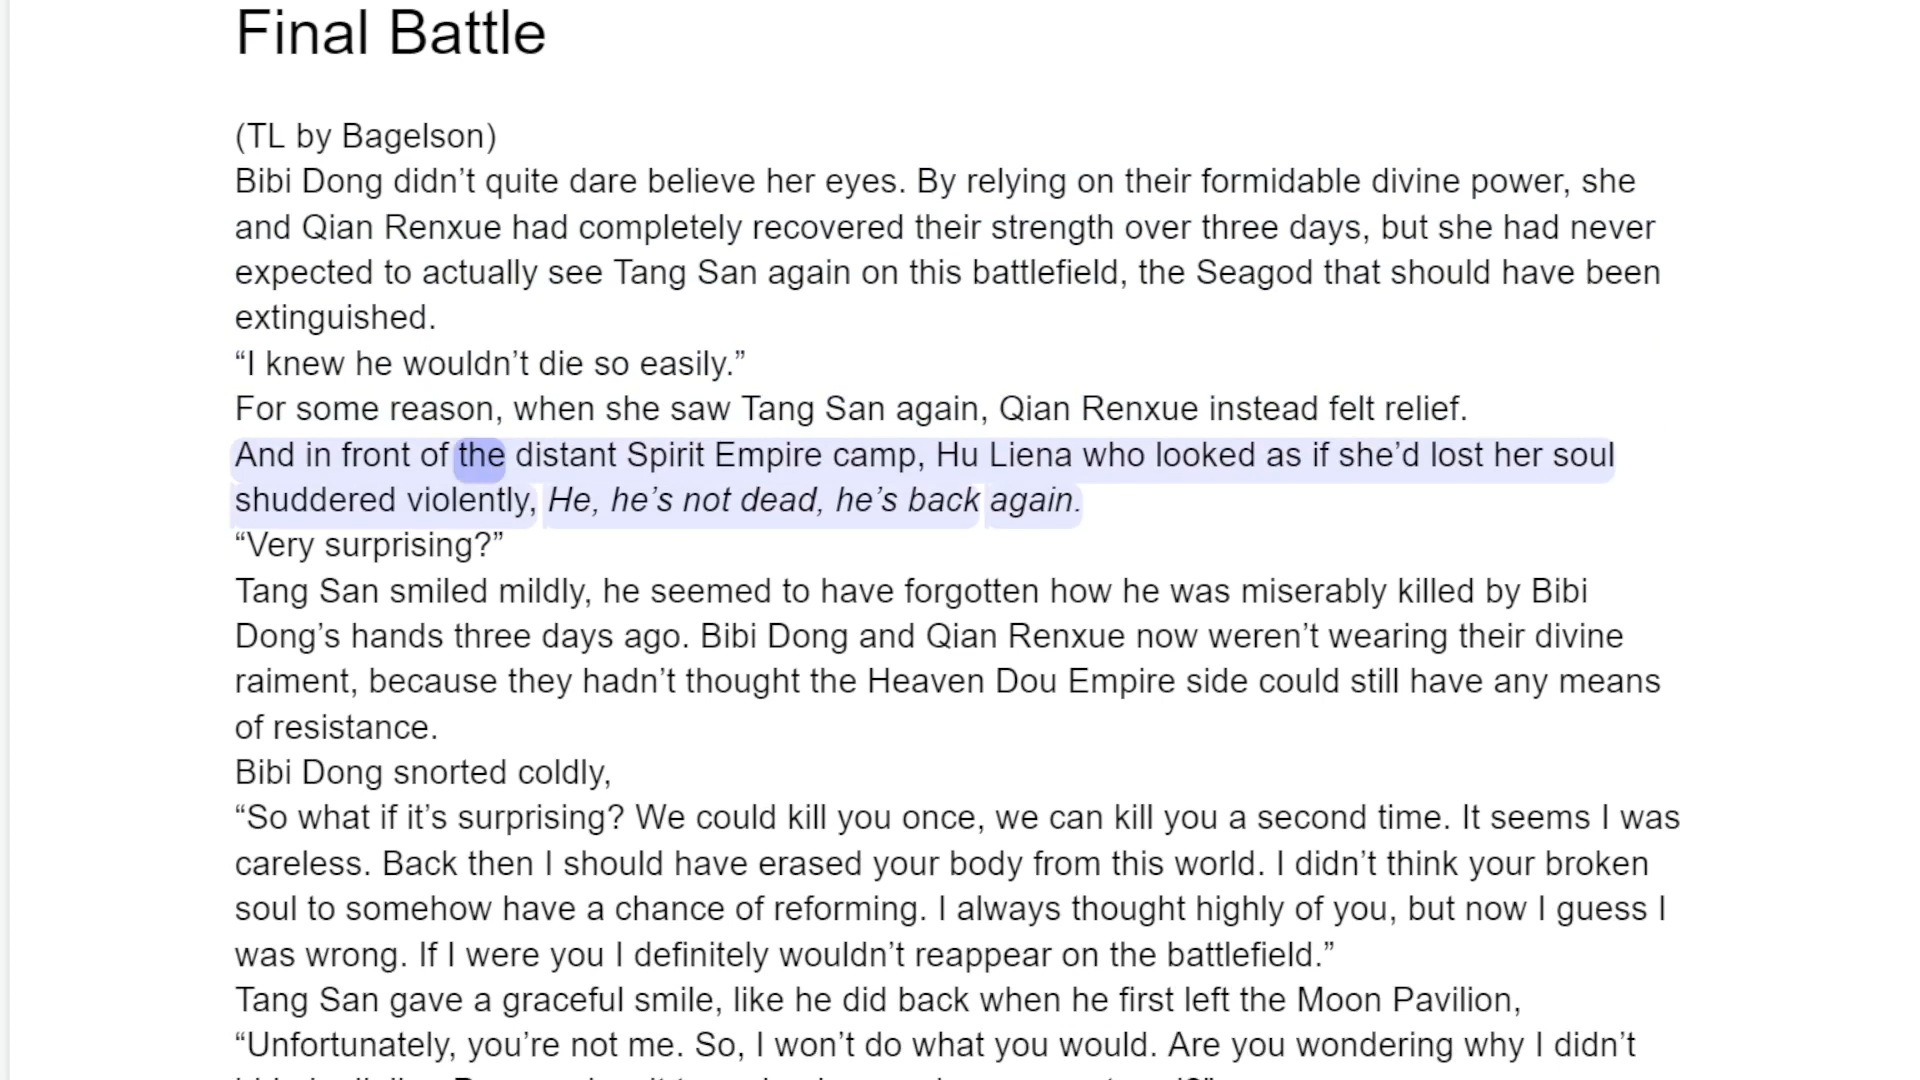 Final Battle
(TL by Bagelson)
Bibi Dong didn’t quite dare believe her eyes. By relying on their formidable divine power, she
and Qian Renxue had completely recovered their strength over three days, but she had never
expected to actually see Tang San again on this battlefield, the Seagod that should have been
extinguished.
“I knew he wouldn’t die so easily.”
For some reason, when she saw Tang San again, Qian Renxue instead felt relief.
And in front of the distant Spirit Empire camp, Hu Liena who looked as if she’d lost her soul
shuddered violently, He, he’s not dead, he’s back again.
“Very surprising?”
Tang San smiled mildly, he seemed to have forgotten how he was miserably killed by Bibi
Dong’s hands three days ago. Bibi Dong and Qian Renxue now weren’t wearing their divine
raiment, because they hadn’t thought the Heaven Dou Empire side could still have any means
of resistance.
Bibi Dong snorted coldly,
“So what if it’s surprising? We could kill you once, we can kill you a second time. It seems I was
careless. Back then I should have erased your body from this world. I didn’t think your broken
soul to somehow have a chance of reforming. I always thought highly of you, but now I guess I
was wrong. If I were you I definitely wouldn’t reappear on the battlefield.”
Tang San gave a graceful smile, like he did back when he first left the Moon Pavilion,
“Unfortunately, you’re not me. So, I won’t do what you would. Are you wondering why I didn’t